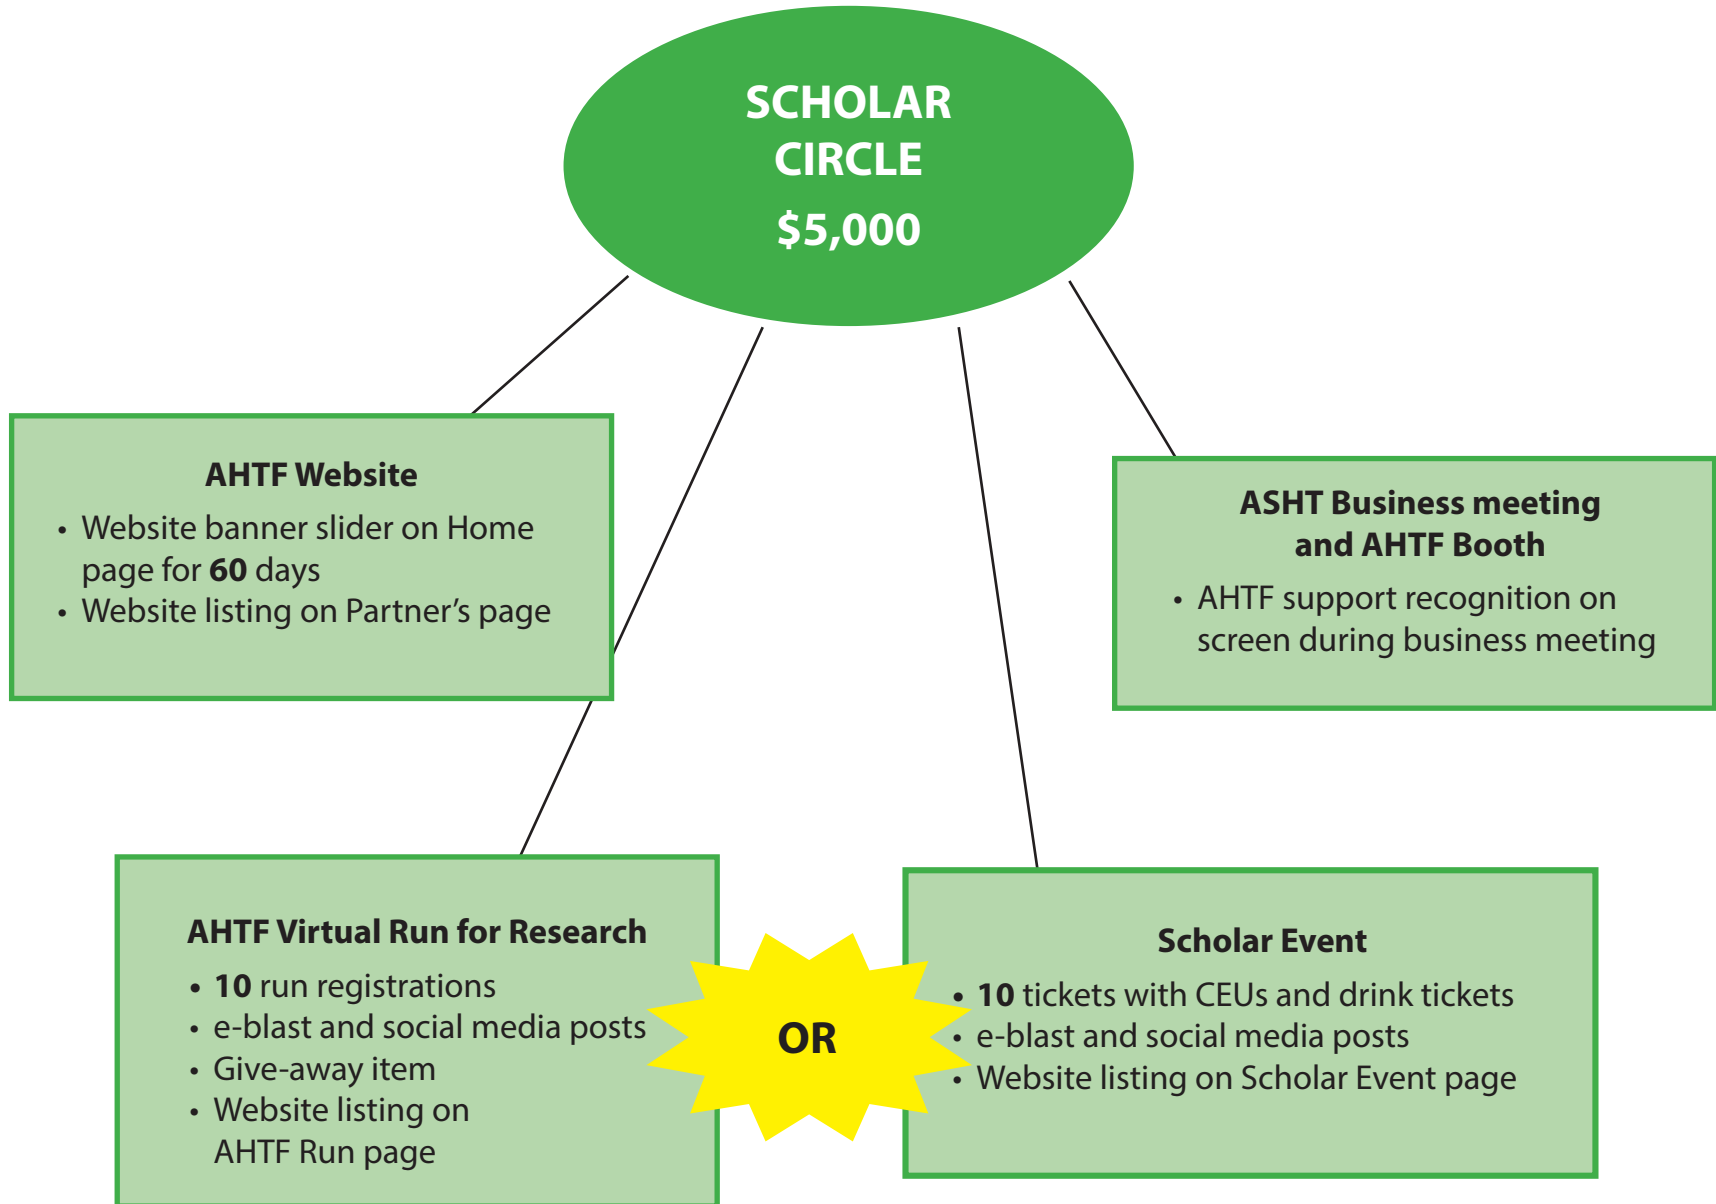 SCHOLAR
CIRCLE
$5,000
AHTF Website
• Website banner slider on Home
page for 60 days
• Website listing on Partner’s page
ASHT Business meeting
and AHTF Booth
• AHTF support recognition on
screen during business meeting
AHTF Virtual Run for Research
• 10 run registrations
• e-blast and social media posts
• Give-away item
• Website listing on
AHTF Run page
OR
Scholar Event
• 10 tickets with CEUs and drink tickets
• e-blast and social media posts
• Website listing on Scholar Event page